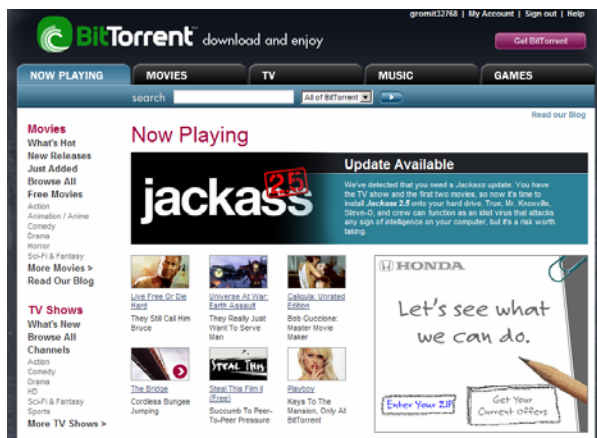 gromit32768 | My Account | Sign out | Help
BitTorrent download and enjoy
Get BitTorrent
NOW PLAYING MOVIES TV MUSIC GAMES
search All of BitTorrent
Read our Blog
Movies
What's Hot
New Releases
Just Added
Browse All
Free Movies
Action
Animation / Anime
Comedy
Drama
Horror
Sci-Fi & Fantasy
More Movies >
Read Our Blog
TV Shows
What's New
Browse All
Channels
Action
Comedy
Drama
HD
Sci-Fi & Fantasy
Sports
More TV Shows >
Now Playing
jackass 2.5
Update Available
We've detected that you need a Jackass update. You have
the TV show and the first two movies, so now it's time to
install Jackass 2.5 onto your hard drive. True, Mr. Knoxville,
Steve-O, and crew can function as an idiot virus that attacks
any sign of intelligence on your computer, but it's a risk worth
taking.
Live Free Or Die
Hard
They Still Call Him
Bruce
Universe At War:
Earth Assault
They Really Just
Want To Serve
Man
Caligula: Unrated
Edition
Bob Guccione:
Master Movie
Maker
The Bridge
Cordless Bungee
Jumping
STEAL THIS
Steal This Film II
(Free)
Succumb To Peer-
To-Peer Pressure
Playboy
Keys To The
Mansion, Only At
BitTorrent
HONDA
Let's see what
we can do.
Enter Your ZIP
Get Your
Current Offers